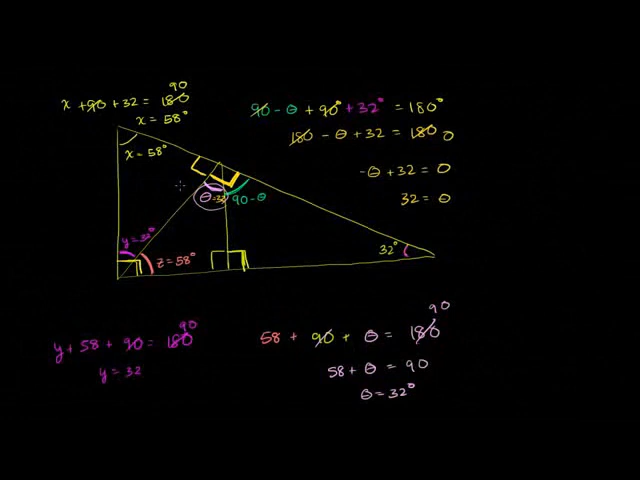 90
x + 90 + 32 = 180
x = 58°
x = 58°
90 - θ + 90° + 32° = 180°
180 - θ + 32 = 180 0
-θ + 32 = 0
32 = θ
θ = 32
90 - θ
y = 32°
z = 58°
32°
90
y + 58 + 90 = 180
y = 32
90
58 + 90 + θ = 180
58 + θ = 90
θ = 32°